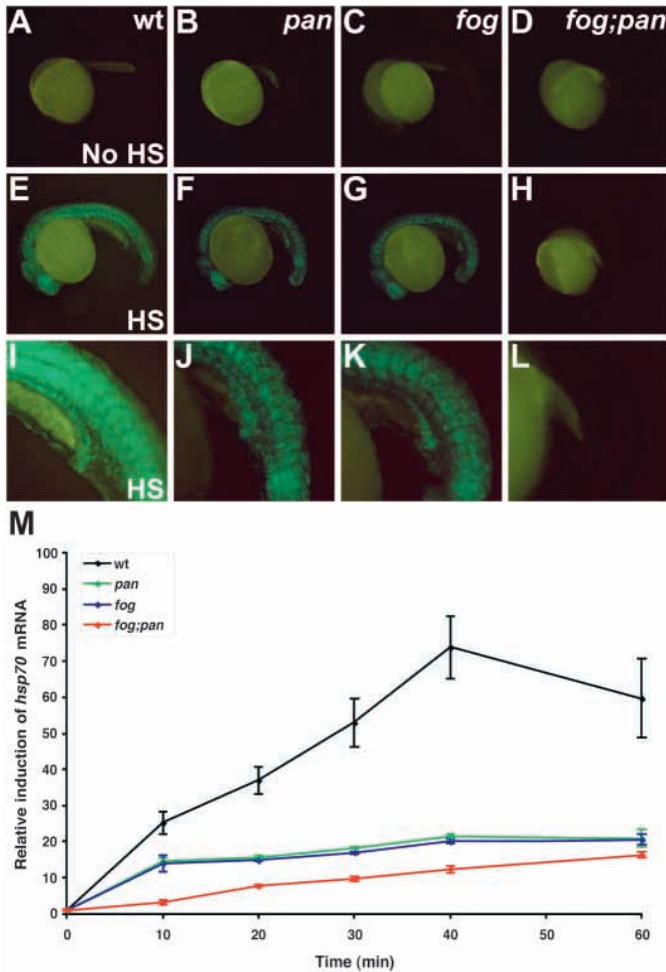 A wt
B pan
C fog
D fog;pan
No HS
E
F
G
H
HS
I
J
K
L
HS
M
100
90
80
70
60
50
40
30
20
10
0
Relative induction of hsp70 mRNA
wt
pan
fog
fog;pan
0 10 20 30 40 50 60
Time (min)